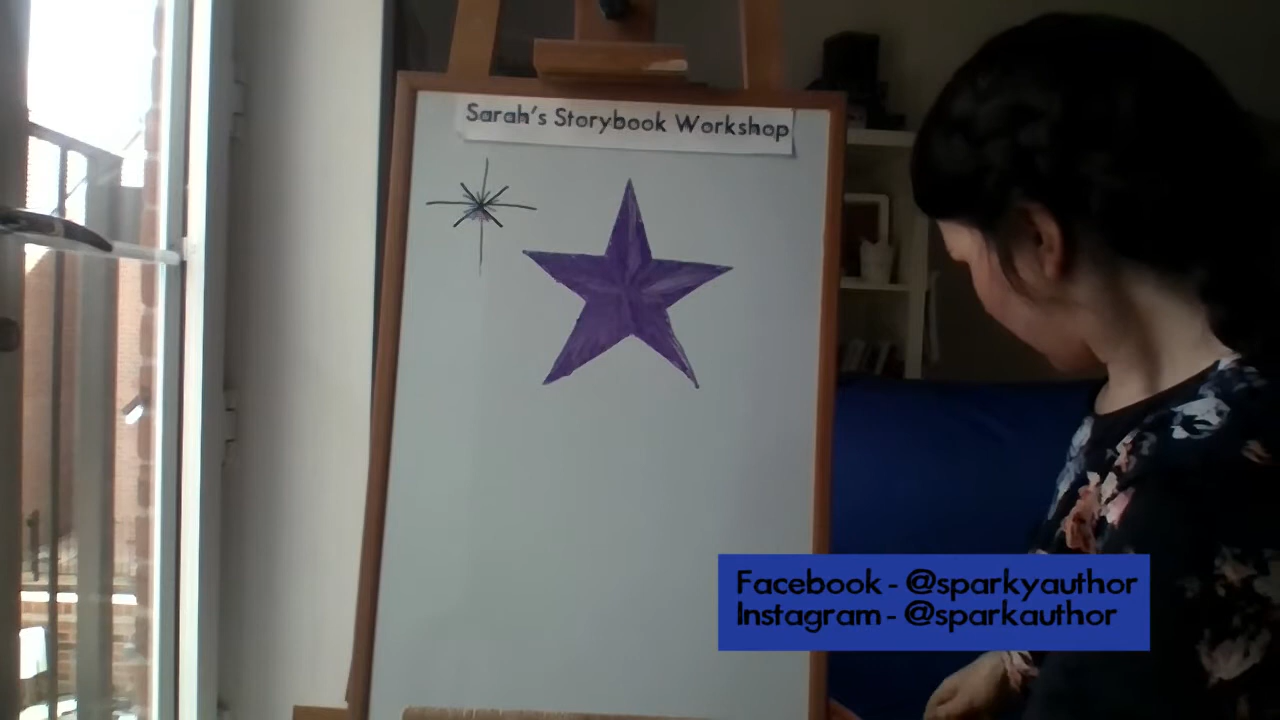 Sarah's Storybook Workshop
Facebook - @sparkyauthor
Instagram - @sparkauthor